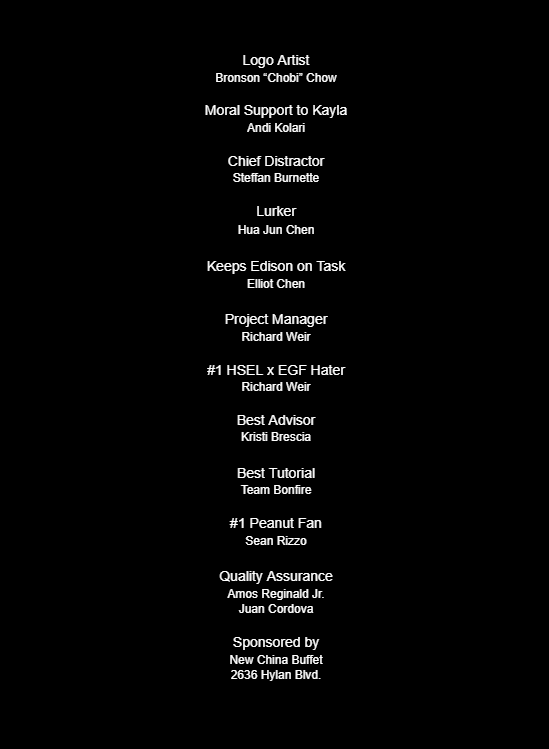 Logo Artist
Bronson “Chobi” Chow
Moral Support to Kayla
Andi Kolari
Chief Distractor
Steffan Burnette
Lurker
Hua Jun Chen
Keeps Edison on Task
Elliot Chen
Project Manager
Richard Weir
#1 HSEL x EGF Hater
Richard Weir
Best Advisor
Kristi Brescia
Best Tutorial
Team Bonfire
#1 Peanut Fan
Sean Rizzo
Quality Assurance
Amos Reginald Jr.
Juan Cordova
Sponsored by
New China Buffet
2636 Hylan Blvd.